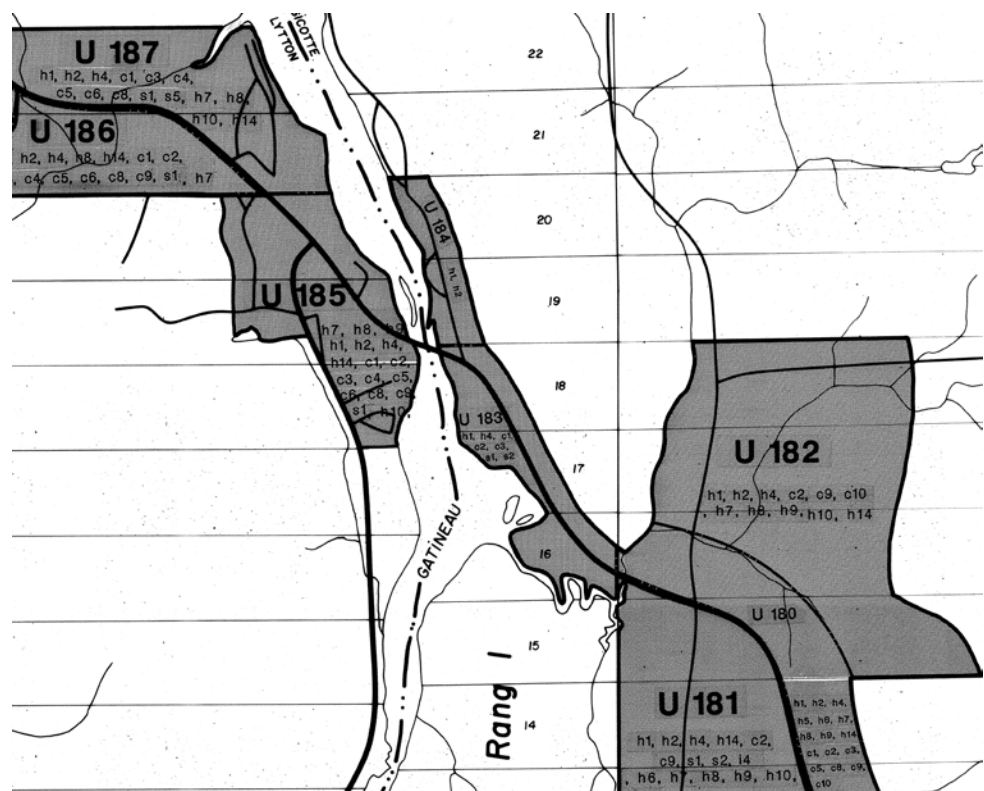 SICOTTE
LYTTON
U 187
h1, h2, h4, c1, c3, c4,
c5, c6, c8, s1, s5, h7, h8,
h10, h14
U 186
h2, h4, h8, h14, c1, c2,
, c4, c5, c6, c8, c9, s1, h7
U 185
h7, h8, h9
h1, h2, h4,
h14, c1, c2,
c3, c4, c5,
c6, c8, c9,
s1, h10,
U 184
h1, h2
U 183
h1, h4, c1,
c2, c3,
s1, s2
22
21
20
19
18
17
16
15
14
GATINEAU
Rang I
U 182
h1, h2, h4, c2, c9, c10
, h7, h8, h9, h10, h14
U 180
h1, h2, h4,
h5, h6, h7,
h8, h9, h14
c1, c2, c3,
c5, c8, c9,
c10
U 181
h1, h2, h4, h14, c2,
c9, s1, s2, i4
, h6, h7, h8, h9, h10,